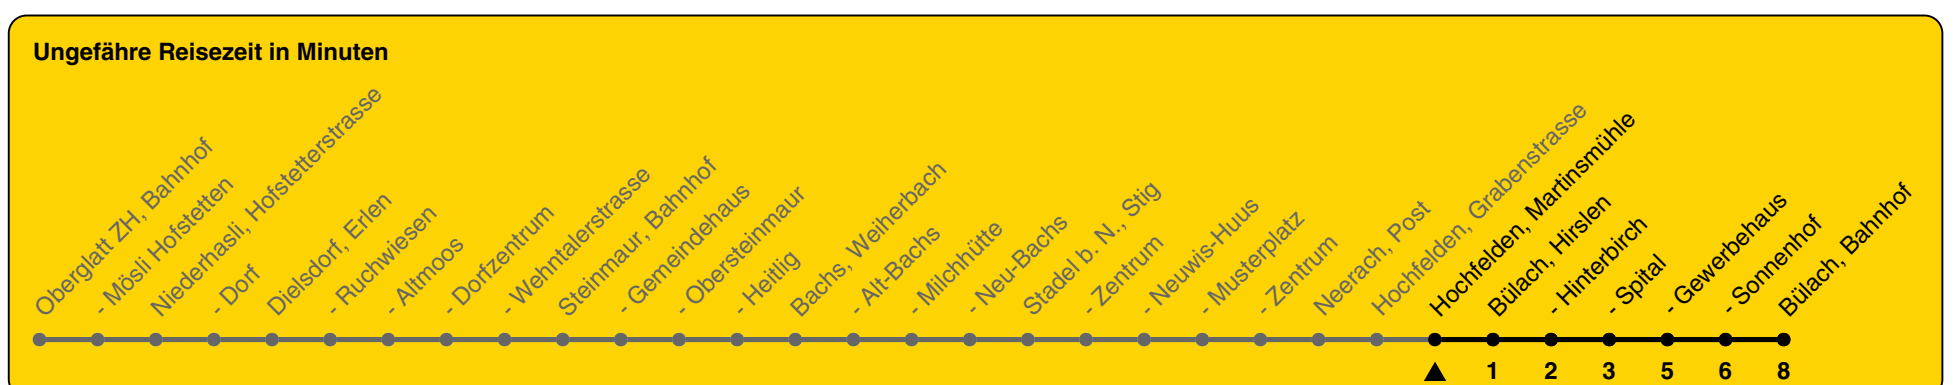 Ungefähre Reisezeit in Minuten
Oberglatt ZH, Bahnhof
- Mösli Hofstetten
Niederhasli, Hofstetterstrasse
- Dorf
Dielsdorf, Erlen
- Ruchwiesen
- Altmoos
- Dorfzentrum
- Wehntalerstrasse
Steinmaur, Bahnhof
- Gemeindehaus
- Obersteinmaur
- Heitlig
Bachs, Weiherbach
- Alt-Bachs
- Milchhütte
- Neu-Bachs
Stadel b. N., Stig
- Zentrum
- Neuwis-Huus
- Musterplatz
- Zentrum
Neerach, Post
Hochfelden, Grabenstrasse
Hochfelden, Martinsmühle
Bülach, Hirslen
- Hinterbirch
- Spital
- Gewerbehaus
- Sonnenhof
Bülach, Bahnhof
1 2 3 5 6 8